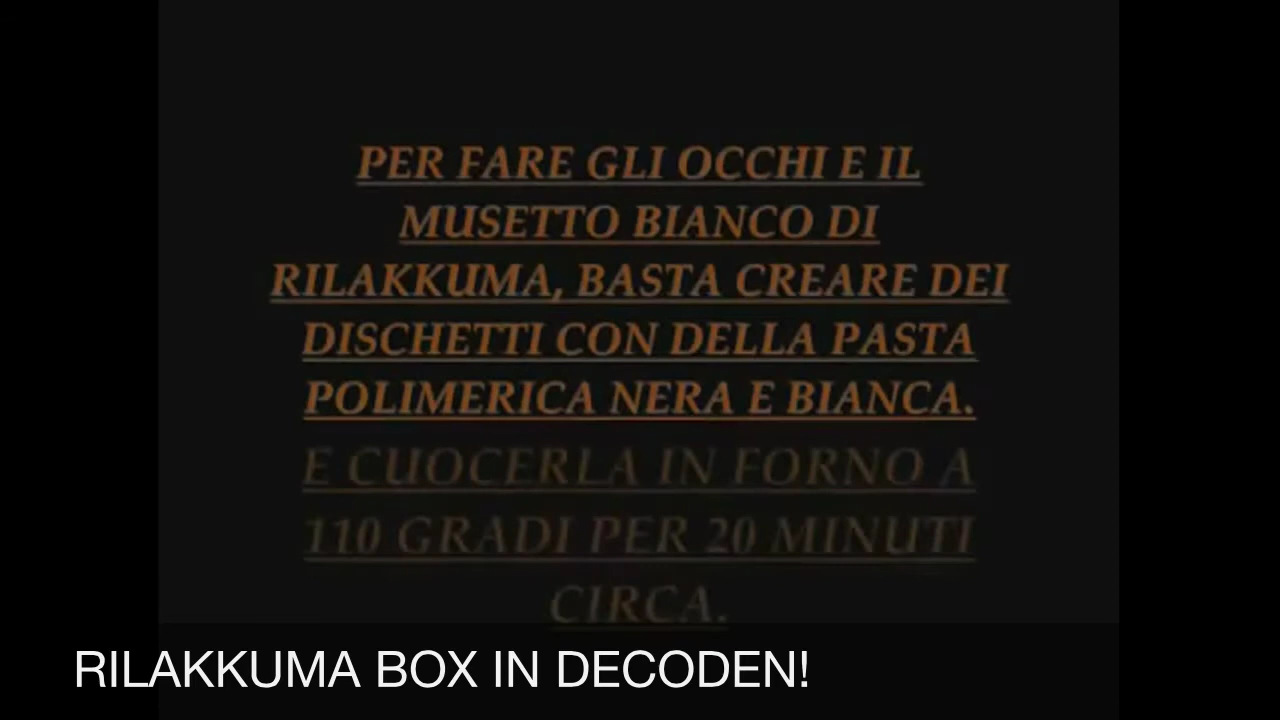 PER FARE GLI OCCHI E IL
MUSETTO BIANCO DI
RILAKKUMA, BASTA CREARE DEI
DISCHETTI CON DELLA PASTA
POLIMERICA NERA E BIANCA.
E CUOCERLA IN FORNO A
110 GRADI PER 20 MINUTI
CIRCA.
RILAKKUMA BOX IN DECODEN!